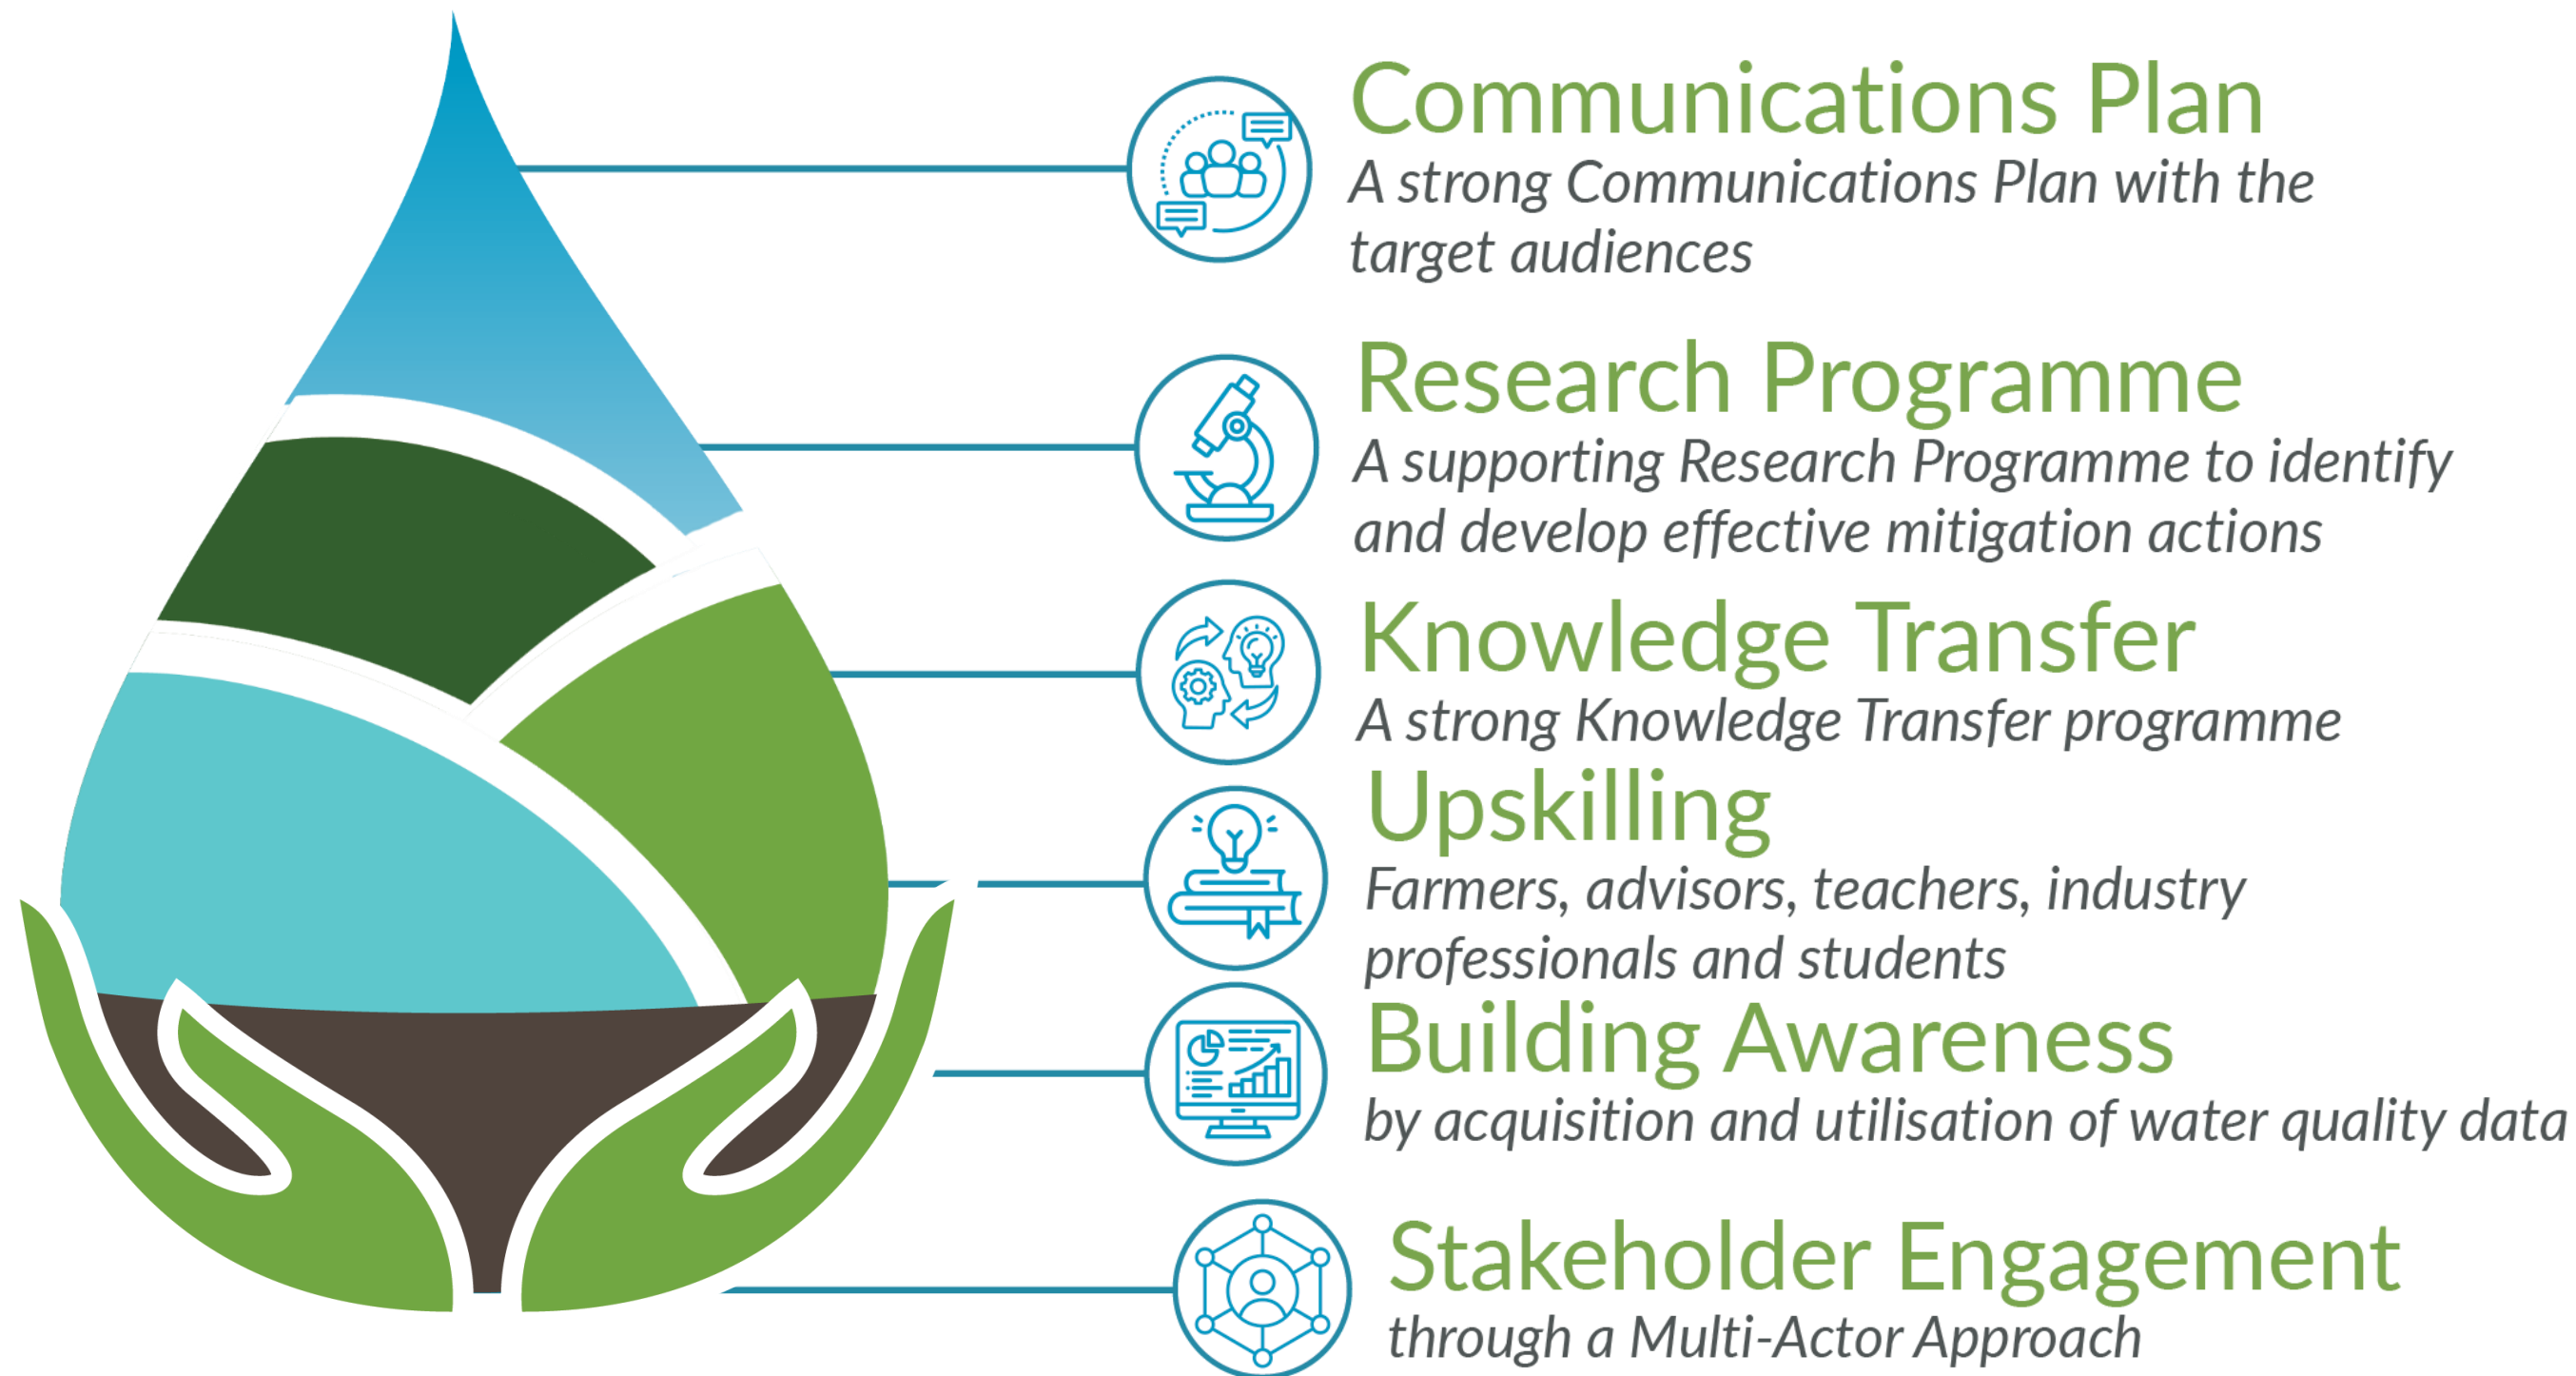 Communications Plan
A strong Communications Plan with the
target audiences
Research Programme
A supporting Research Programme to identify
and develop effective mitigation actions
Knowledge Transfer
A strong Knowledge Transfer programme
Upskilling
Farmers, advisors, teachers, industry
professionals and students
Building Awareness
by acquisition and utilisation of water quality data
Stakeholder Engagement
through a Multi-Actor Approach